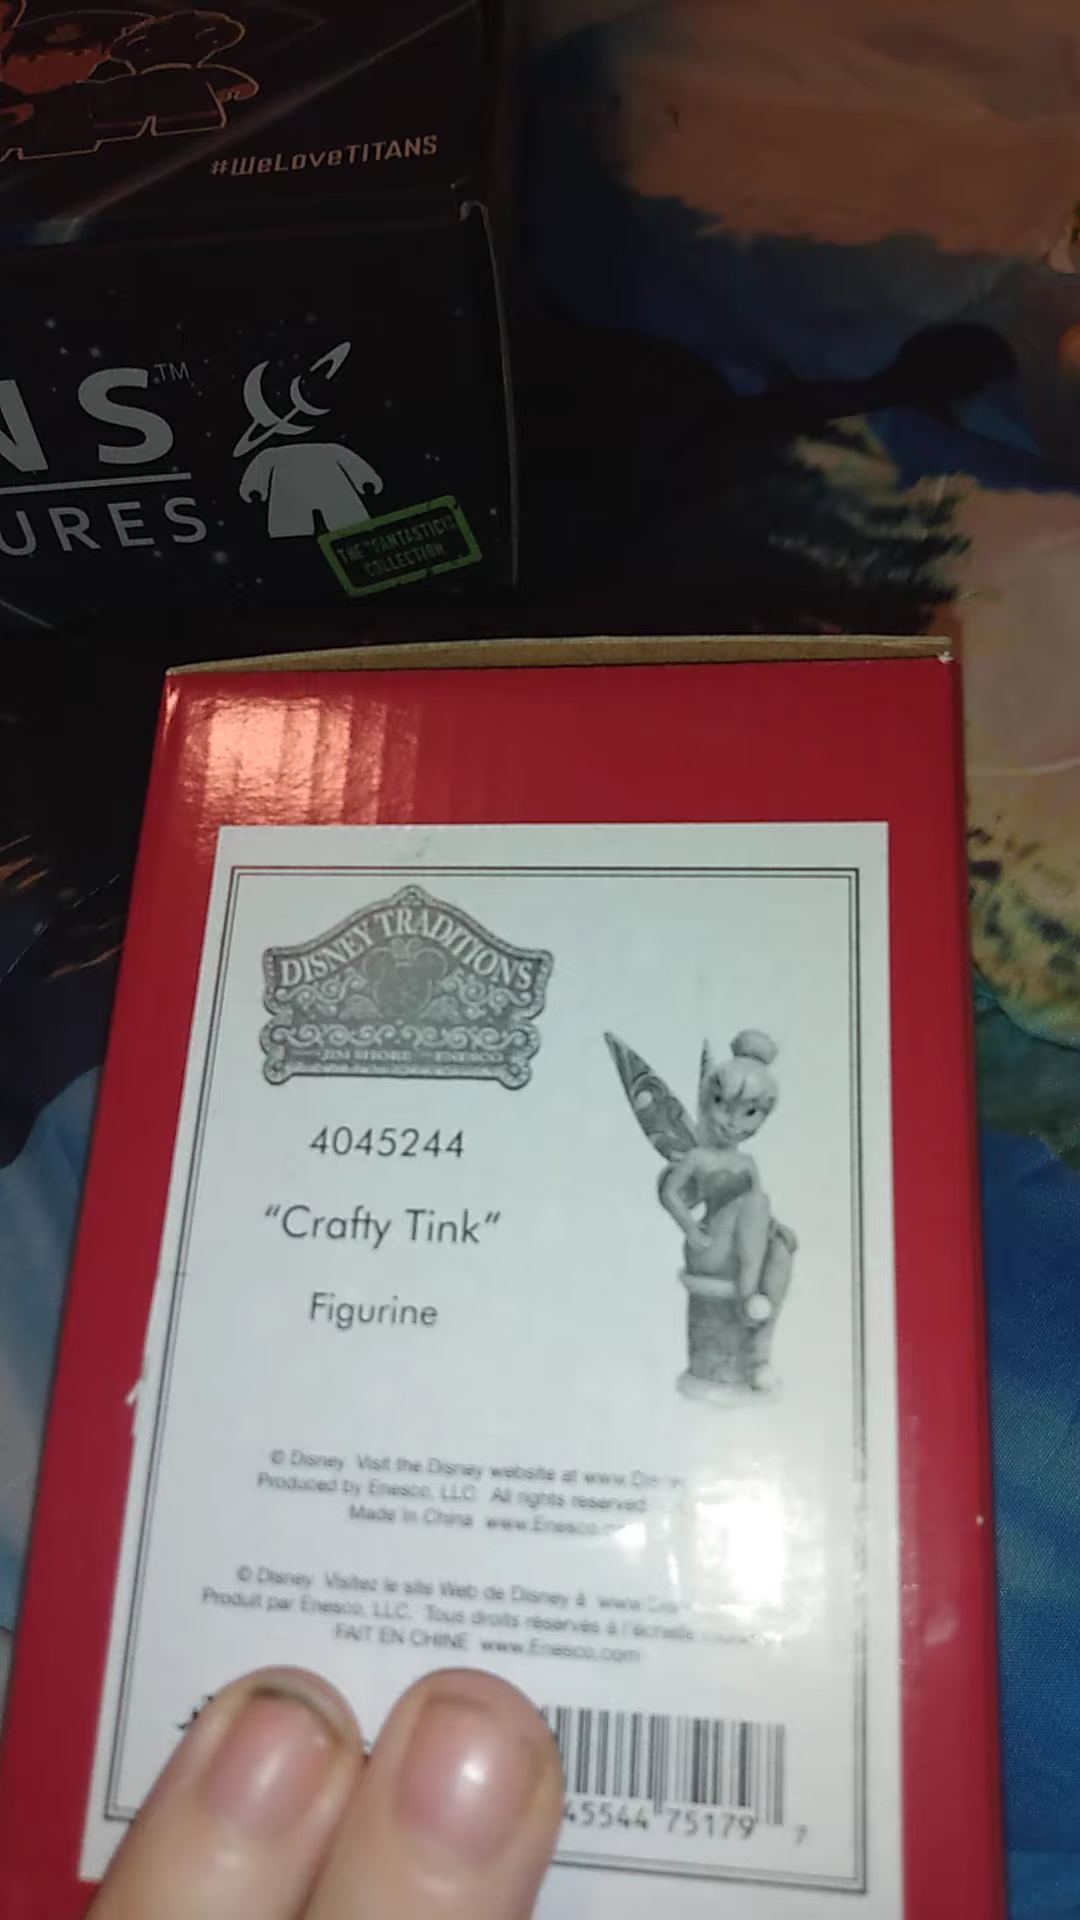 #WeLoveTITANS
NS™
URES
THE "FANTASTIC"
COLLECTION
DISNEY TRADITIONS
JIM SHORE ENESCO
4045244
"Crafty Tink"
Figurine
© Disney Visit the Disney website at www.
Produced by Enesco, LLC. All rights reserved
Made in China www.Enesco
© Disney Visitez le site Web de Disney à www.
Produit par Enesco, LLC. Tous droits réservés à l'échelle
FAIT EN CHINE www.Enesco.com
45544 75179 7